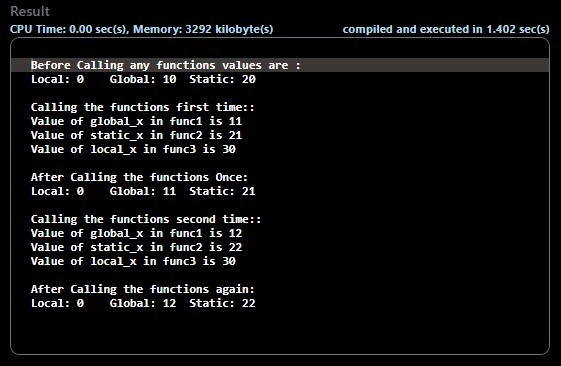 Result
CPU Time: 0.00 sec(s), Memory: 3292 kilobyte(s) compiled and executed in 1.402 sec(s)
Before Calling any functions values are :
Local: 0    Global: 10  Static: 20
Calling the functions first time::
Value of global_x in func1 is 11
Value of static_x in func2 is 21
Value of local_x in func3 is 30
After Calling the functions Once:
Local: 0    Global: 11  Static: 21
Calling the functions second time::
Value of global_x in func1 is 12
Value of static_x in func2 is 22
Value of local_x in func3 is 30
After Calling the functions again:
Local: 0    Global: 12  Static: 22